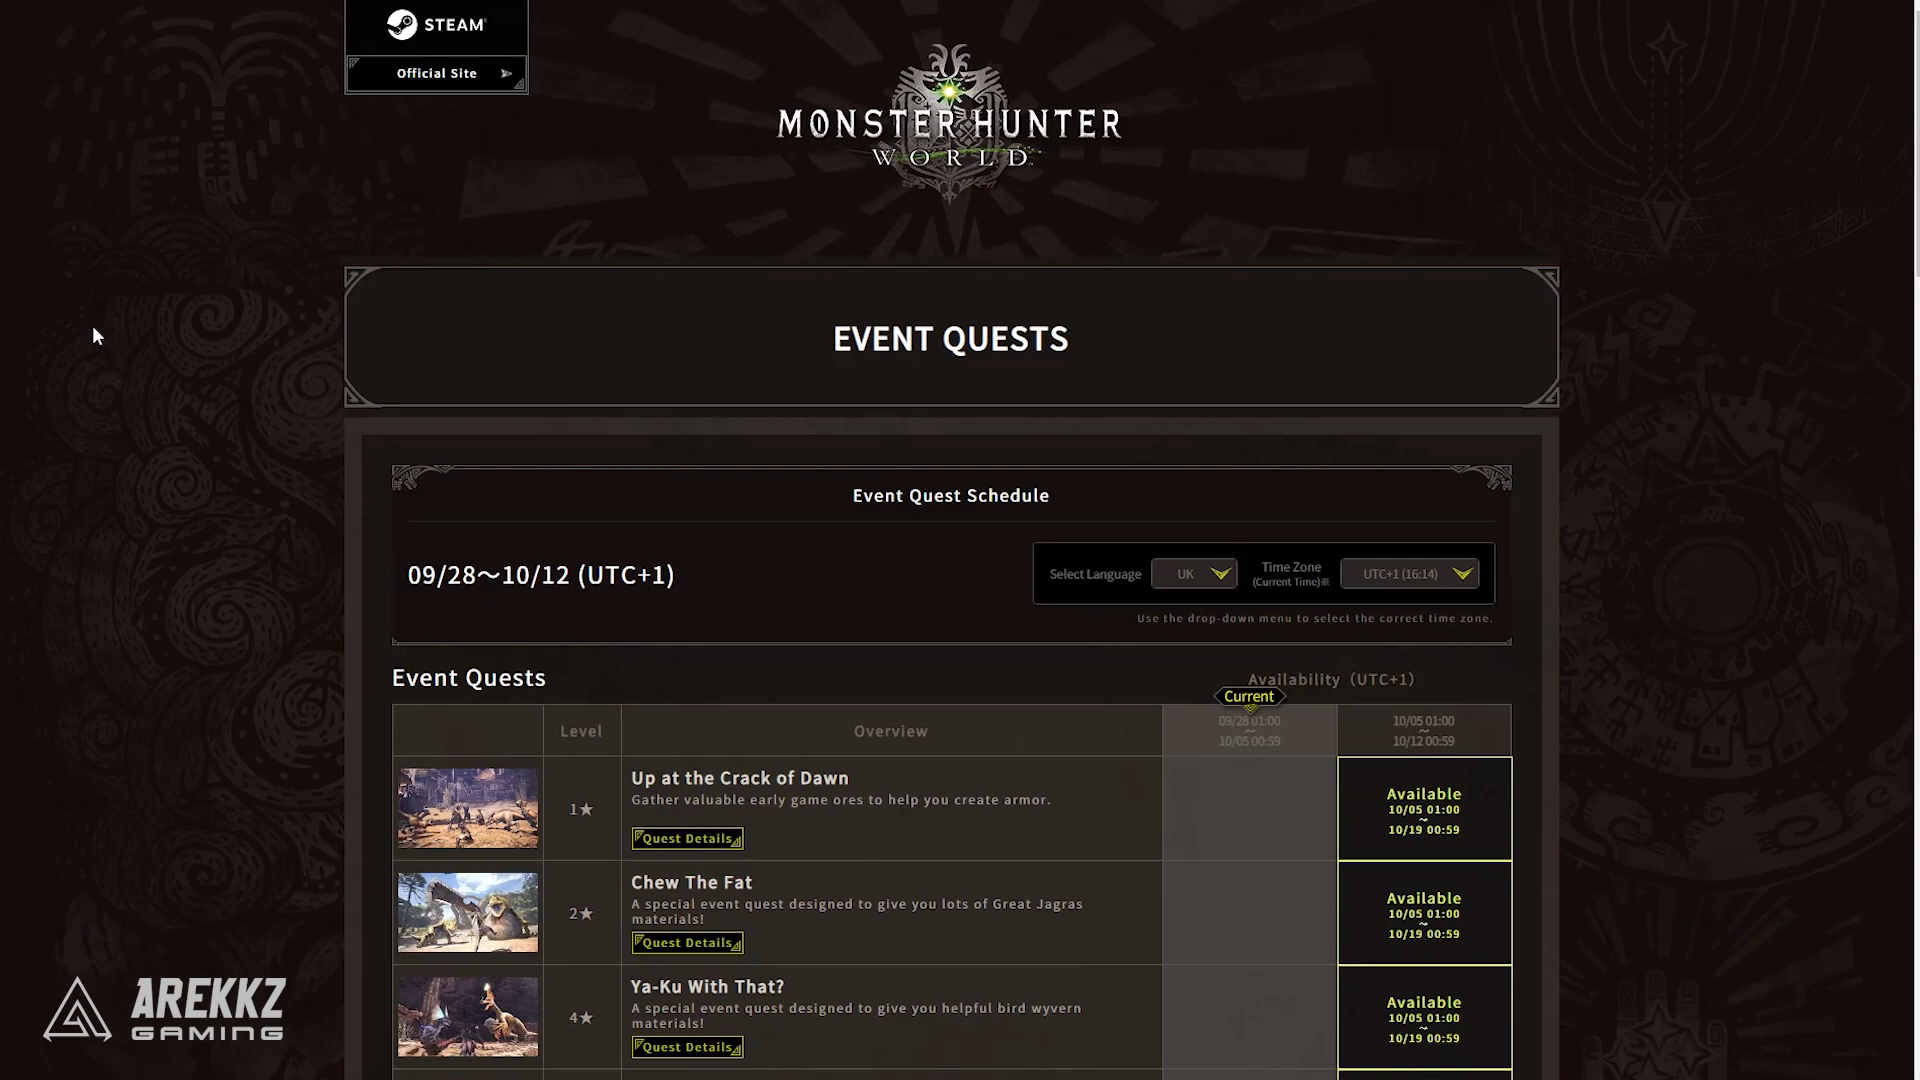 STEAM
Official Site
MONSTER HUNTER
WORLD
EVENT QUESTS
Event Quest Schedule
09/28～10/12 (UTC+1)
Select Language
UK
Time Zone
(Current Time)※
UTC+1 (16:14)
Use the drop-down menu to select the correct time zone.
Event Quests
Availability (UTC+1)
Current
Level
Overview
09/28 01:00
～
10/05 00:59
10/05 01:00
～
10/12 00:59
Up at the Crack of Dawn
Gather valuable early game ores to help you create armor.
Quest Details
1★
Available
10/05 01:00
～
10/19 00:59
Chew The Fat
A special event quest designed to give you lots of Great Jagras
materials!
Quest Details
2★
Available
10/05 01:00
～
10/19 00:59
Ya-Ku With That?
A special event quest designed to give you helpful bird wyvern
materials!
Quest Details
4★
Available
10/05 01:00
～
10/19 00:59
AREKKZ
GAMING